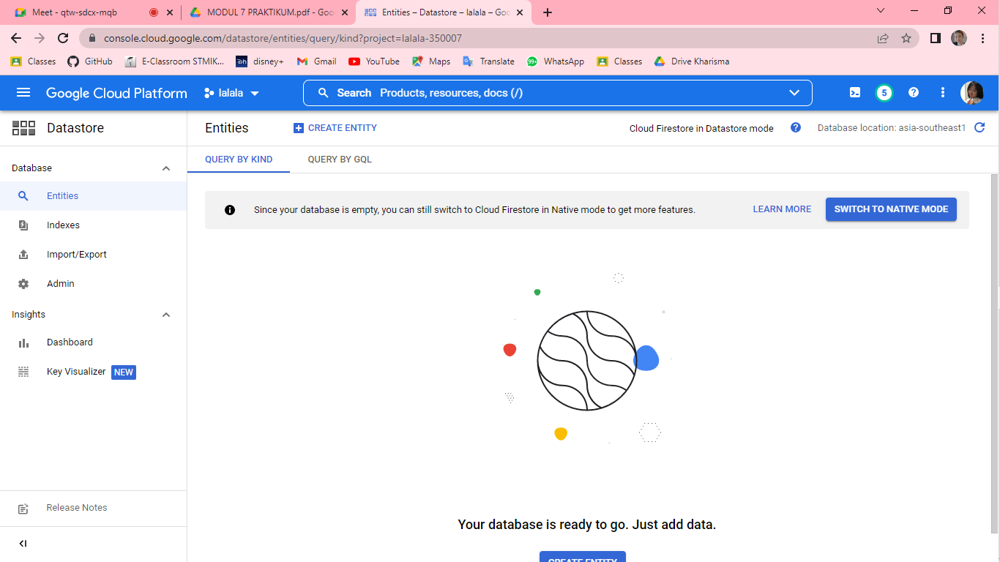 Meet - qtw-sdcx-mqb
MODUL 7 PRAKTIKUM.pdf - Goo
Entities – Datastore – lalala – Goo
console.cloud.google.com/datastore/entities/query/kind?project=lalala-350007
Classes
GitHub
E-Classroom STMIK...
disney+
Gmail
YouTube
Maps
Translate
99+
WhatsApp
Classes
Drive Kharisma
Google Cloud Platform
lalala
Search Products, resources, docs (/)
5
Datastore
Entities
CREATE ENTITY
Cloud Firestore in Datastore mode
Database location: asia-southeast1
Database
Entities
Indexes
Import/Export
Admin
Insights
Dashboard
Key Visualizer NEW
Release Notes
QUERY BY KIND
QUERY BY GQL
Since your database is empty, you can still switch to Cloud Firestore in Native mode to get more features.
LEARN MORE
SWITCH TO NATIVE MODE
Your database is ready to go. Just add data.
CREATE ENTITY